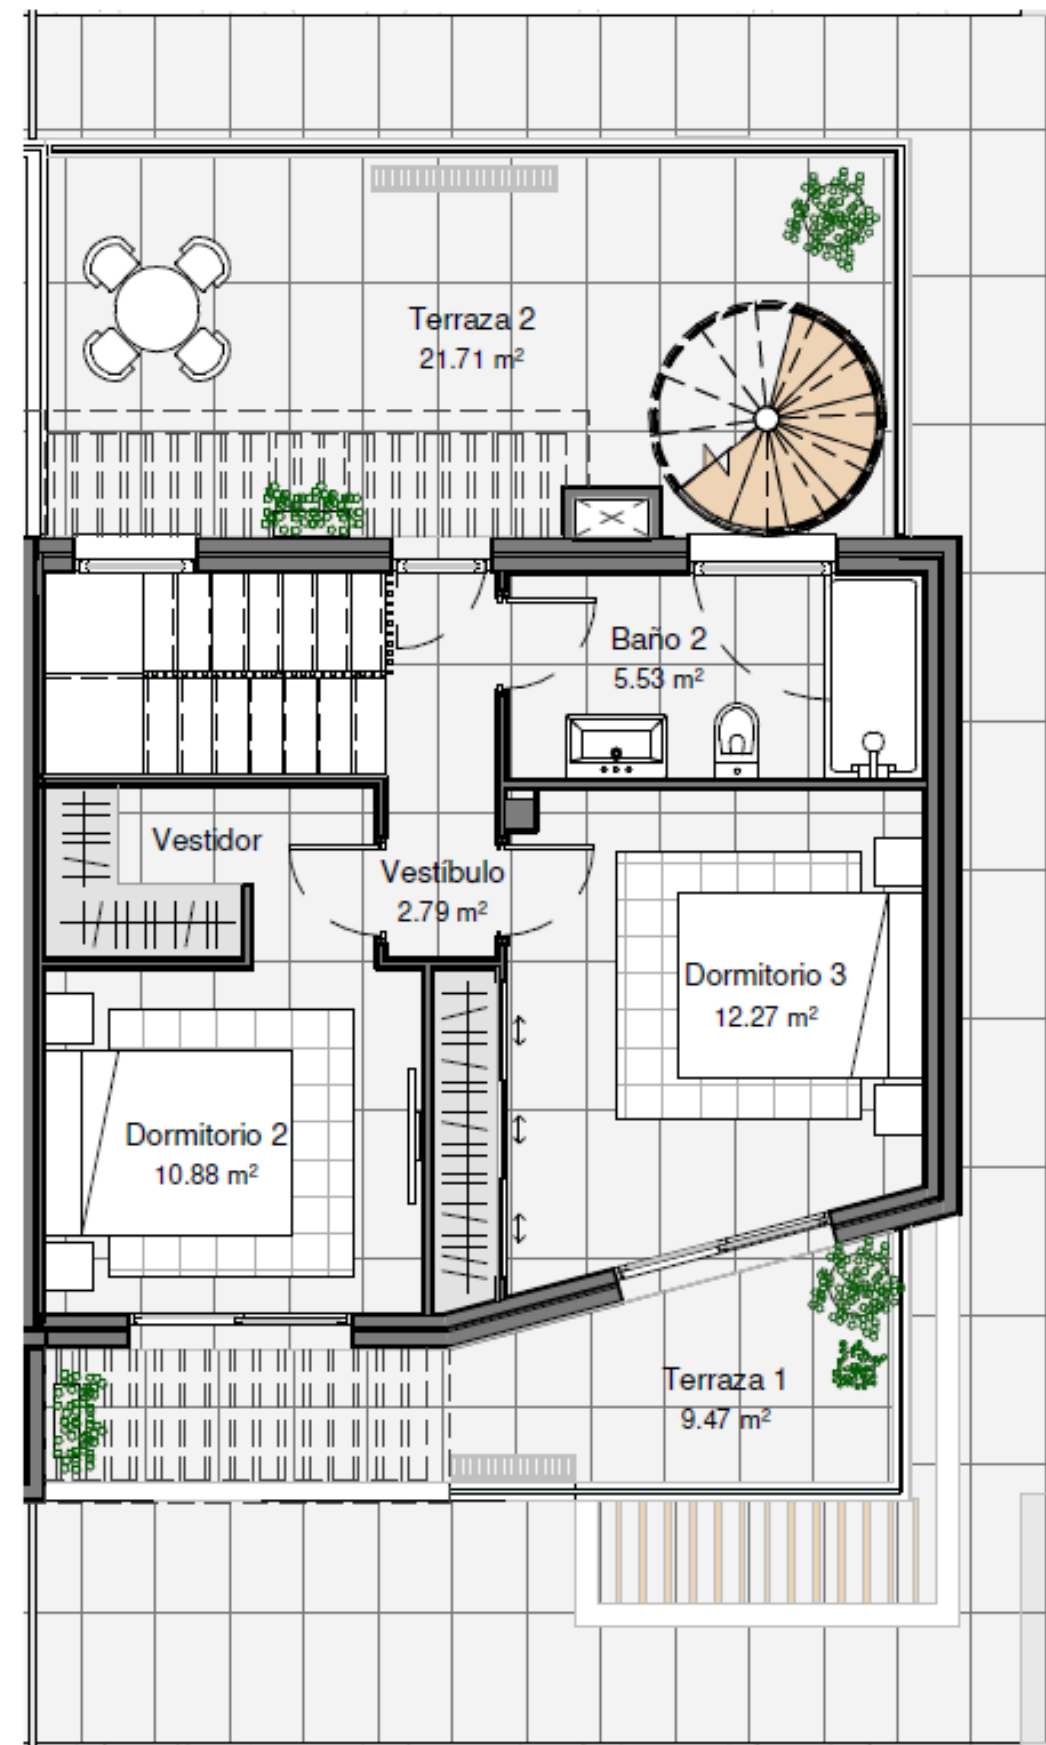 Terraza 2
21.71 m²
Baño 2
5.53 m²
Vestidor
Vestíbulo
2.79 m²
Dormitorio 3
12.27 m²
Dormitorio 2
10.88 m²
Terraza 1
9.47 m²